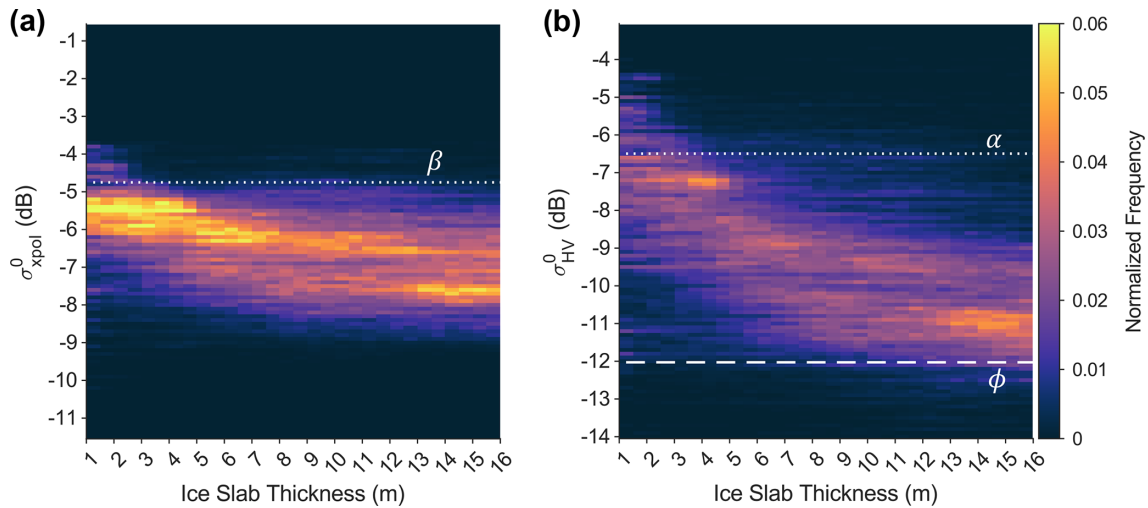 (a)
-1
-2
-3
-4
-5
-6
-7
-8
-9
-10
-11
σ⁰xpol (dB)
β
1 2 3 4 5 6 7 8 9 10 11 12 13 14 15 16
Ice Slab Thickness (m)
(b)
-4
-5
-6
-7
-8
-9
-10
-11
-12
-13
-14
σ⁰HV (dB)
α
ϕ
1 2 3 4 5 6 7 8 9 10 11 12 13 14 15 16
Ice Slab Thickness (m)
0.06
0.05
0.04
0.03
0.02
0.01
0
Normalized Frequency